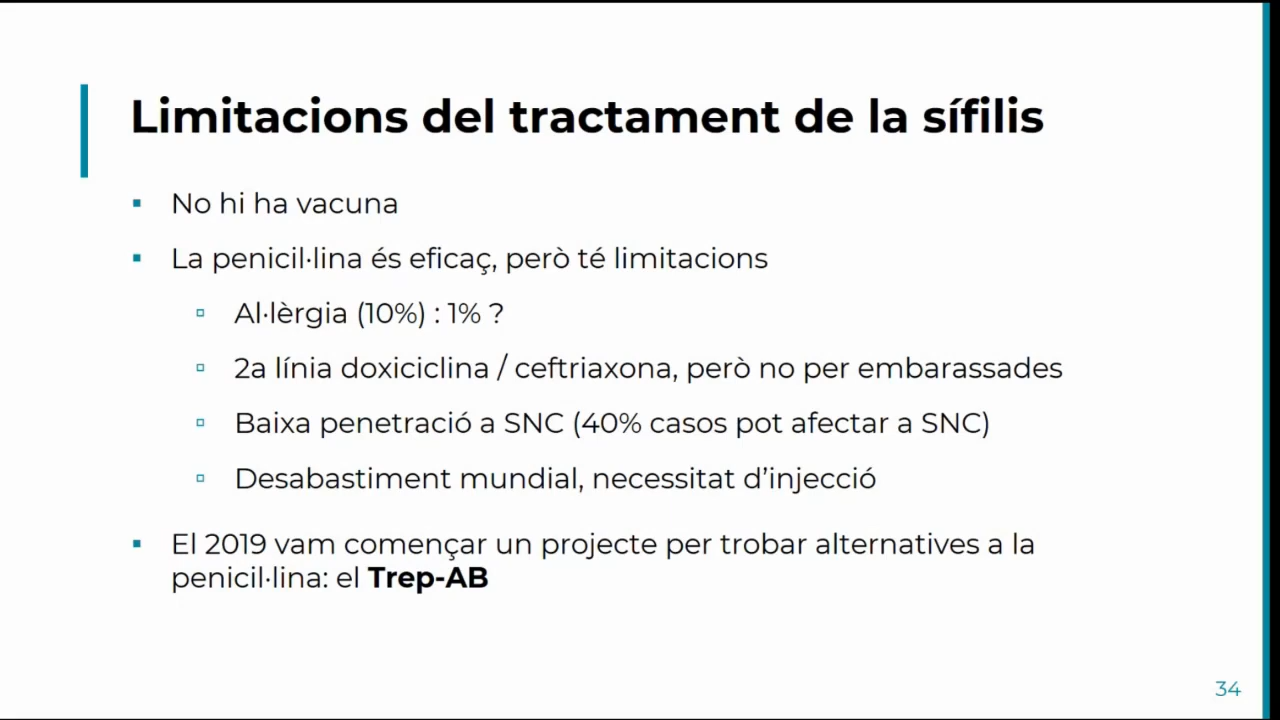 Limitacions del tractament de la sífilis
No hi ha vacuna
La penicil·lina és eficaç, però té limitacions
Al·lèrgia (10%) : 1% ?
2a línia doxiciclina / ceftriaxona, però no per embarassades
Baixa penetració a SNC (40% casos pot afectar a SNC)
Desabastiment mundial, necessitat d’injecció
El 2019 vam començar un projecte per trobar alternatives a la
penicil·lina: el Trep-AB
34